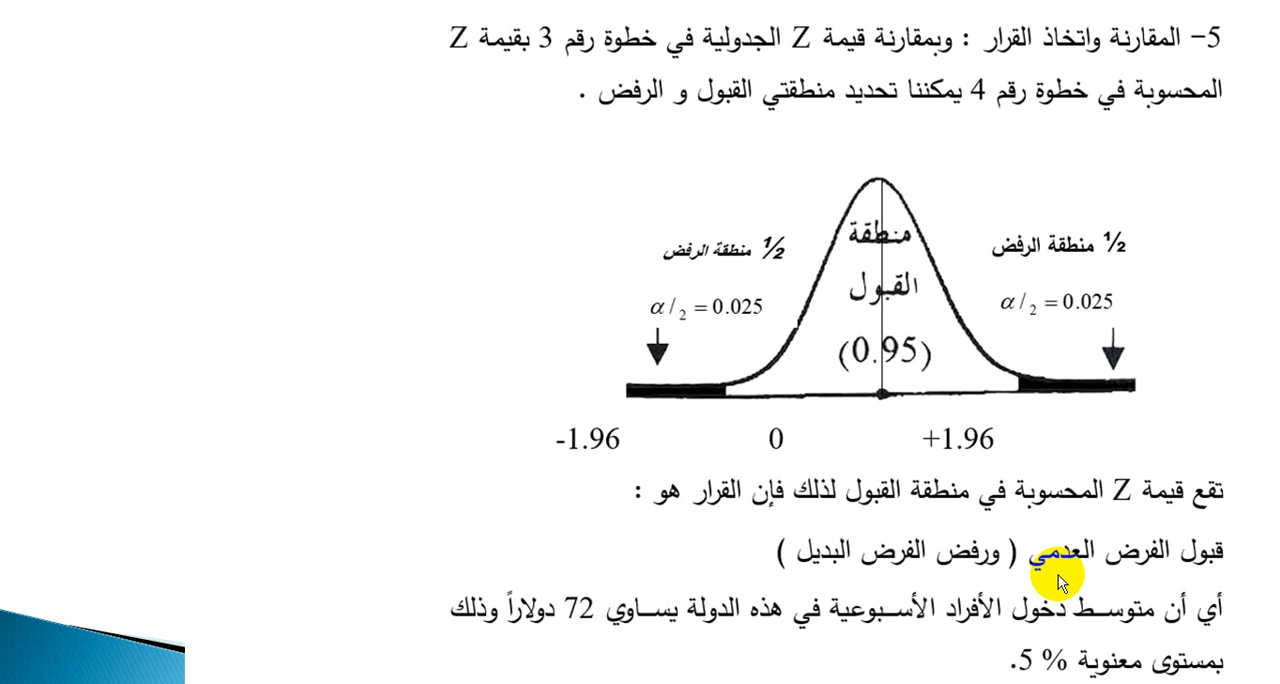 5- المقارنة واتخاذ القرار : وبمقارنة قيمة Z الجدولية في خطوة رقم 3 بقيمة Z
المحسوبة في خطوة رقم 4 يمكننا تحديد منطقتي القبول و الرفض .
½ منطقة الرفض
منطقة
½ منطقة الرفض
القبول
α/2 = 0.025
α/2 = 0.025
(0.95)
-1.96 0 +1.96
تقع قيمة Z المحسوبة في منطقة القبول لذلك فإن القرار هو :
قبول الفرض العدمي ( ورفض الفرض البديل )
أي أن متوسط دخول الأفراد الأسبوعية في هذه الدولة يساوي 72 دولاراً وذلك
بمستوى معنوية % 5.